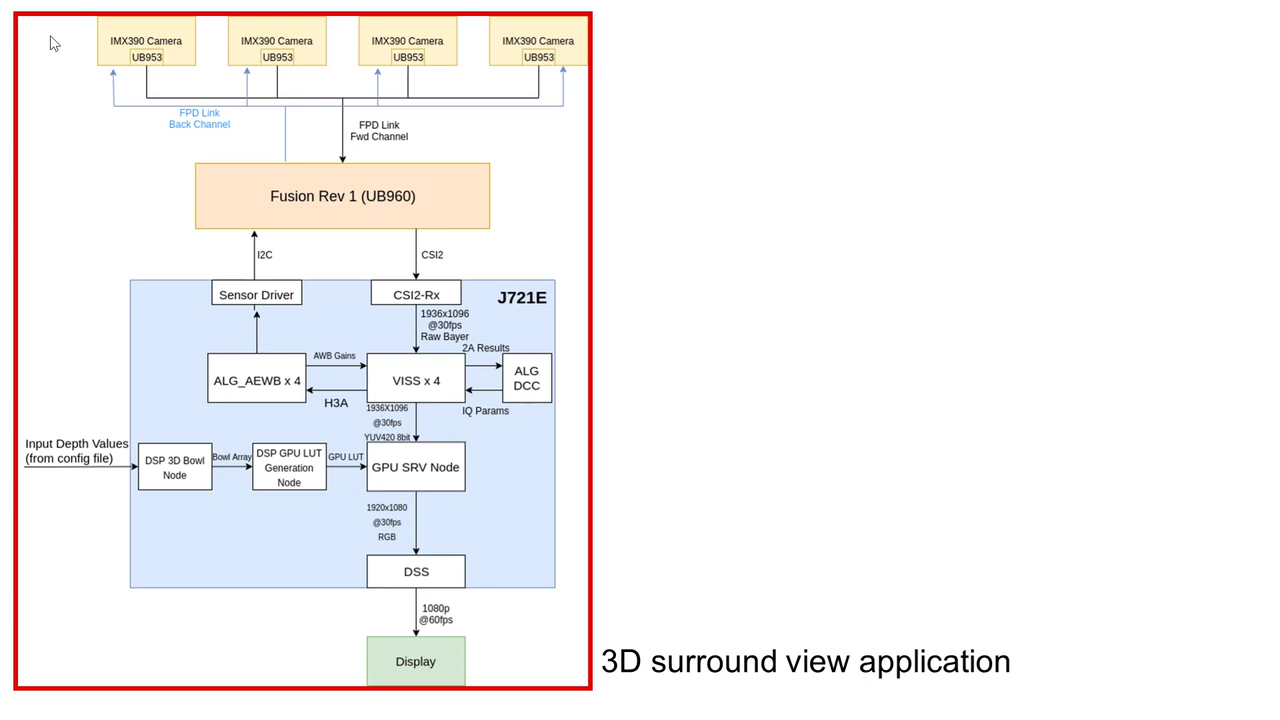 IMX390 Camera
UB953
IMX390 Camera
UB953
IMX390 Camera
UB953
IMX390 Camera
UB953
FPD Link
Back Channel
FPD Link
Fwd Channel
Fusion Rev 1 (UB960)
I2C
CSI2
Sensor Driver
CSI2-Rx
J721E
1936x1096
@30fps
Raw Bayer
2A Results
AWB Gains
ALG_AEWB x 4
VISS x 4
ALG
DCC
H3A
IQ Params
1936X1096
@30fps
YUV420 8bit
Input Depth Values
(from config file)
DSP 3D Bowl
Node
Bowl Array
DSP GPU LUT
Generation
Node
GPU LUT
GPU SRV Node
1920x1080
@30fps
RGB
DSS
1080p
@60fps
Display
3D surround view application